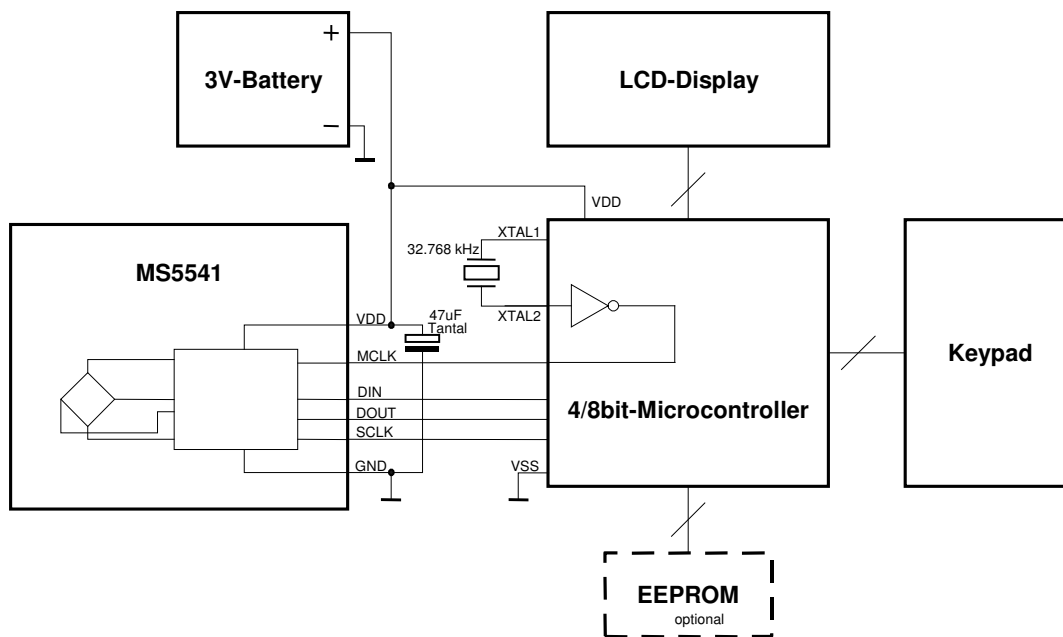 +
3V-Battery
−
LCD-Display
VDD
XTAL1
32.768 kHz
MS5541
XTAL2
47uF
Tantal
VDD
MCLK
DIN
DOUT
SCLK
GND
VSS
4/8bit-Microcontroller
Keypad
EEPROM
optional